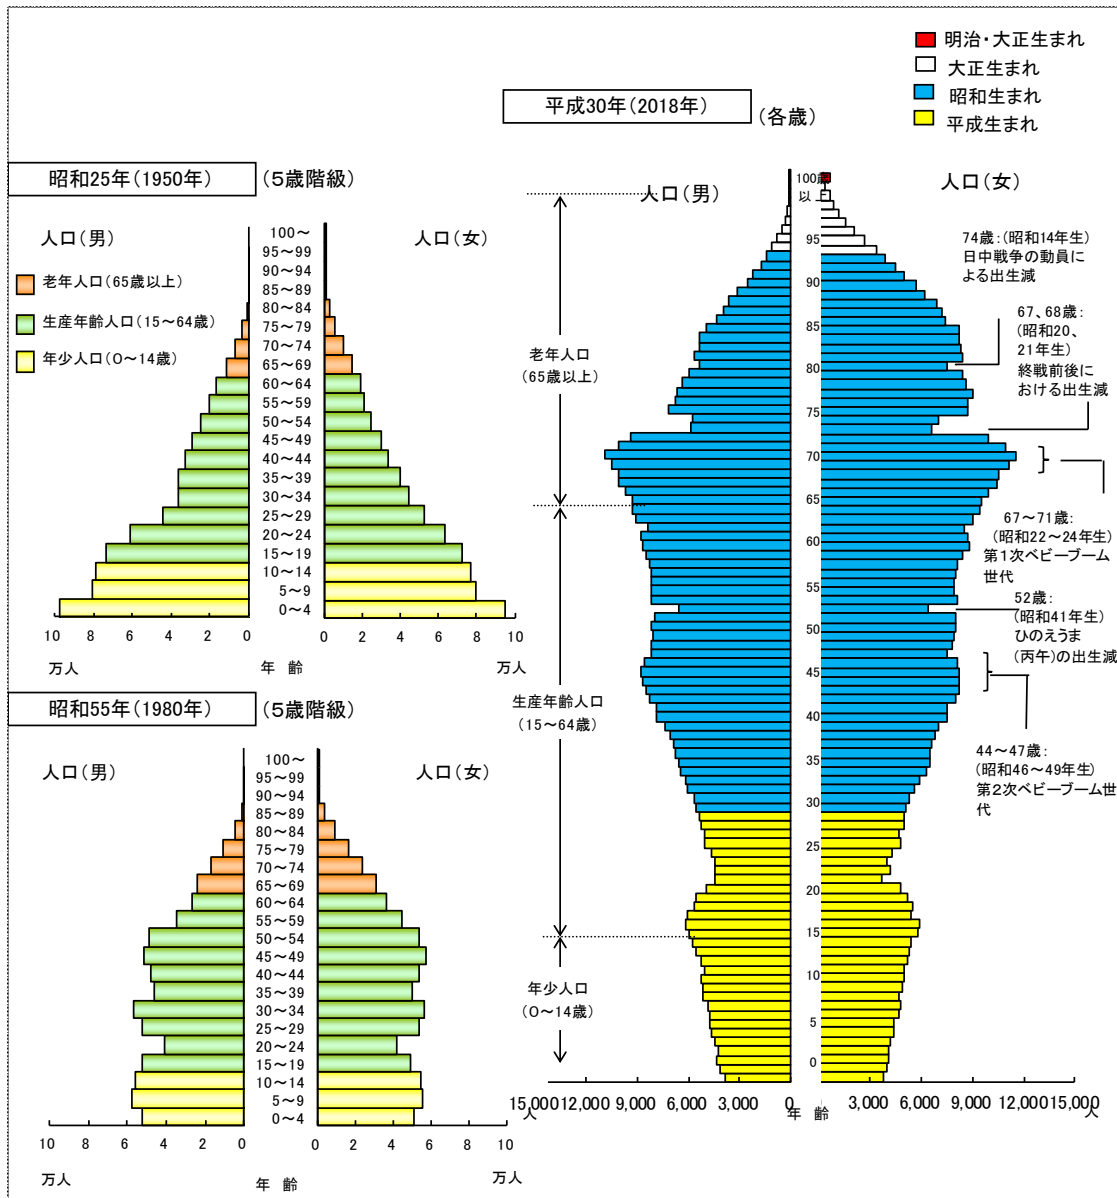 明治・大正生まれ
大正生まれ
昭和生まれ
平成生まれ
平成30年(2018年)
(各歳)
人口(男)
人口(女)
100歳
以上
95
90
85
80
75
70
65
60
55
50
45
40
35
30
25
20
15
10
5
0
老年人口
(65歳以上)
生産年齢人口
(15～64歳)
年少人口
(0～14歳)
74歳:(昭和14年生)
日中戦争の動員に
よる出生減
67、68歳:
(昭和20、
21年生)
終戦前後に
おける出生減
67～71歳:
(昭和22～24年生)
第1次ベビーブーム
世代
52歳:
(昭和41年生)
ひのえうま
(丙午)の出生減
44～47歳:
(昭和46～49年生)
第2次ベビーブーム世
代
15,000 12,000 9,000 6,000 3,000 0
3,000 6,000 9,000 12,000 15,000
人 年 齢 人
昭和25年(1950年)
(5歳階級)
人口(男)
人口(女)
老年人口(65歳以上)
生産年齢人口(15～64歳)
年少人口(0～14歳)
100～
95～99
90～94
85～89
80～84
75～79
70～74
65～69
60～64
55～59
50～54
45～49
40～44
35～39
30～34
25～29
20～24
15～19
10～14
5～9
0～4
10 8 6 4 2 0
0 2 4 6 8 10
万人 年 齢 万人
昭和55年(1980年)
(5歳階級)
人口(男)
人口(女)
100～
95～99
90～94
85～89
80～84
75～79
70～74
65～69
60～64
55～59
50～54
45～49
40～44
35～39
30～34
25～29
20～24
15～19
10～14
5～9
0～4
10 8 6 4 2 0
0 2 4 6 8 10
万人 年 齢 万人